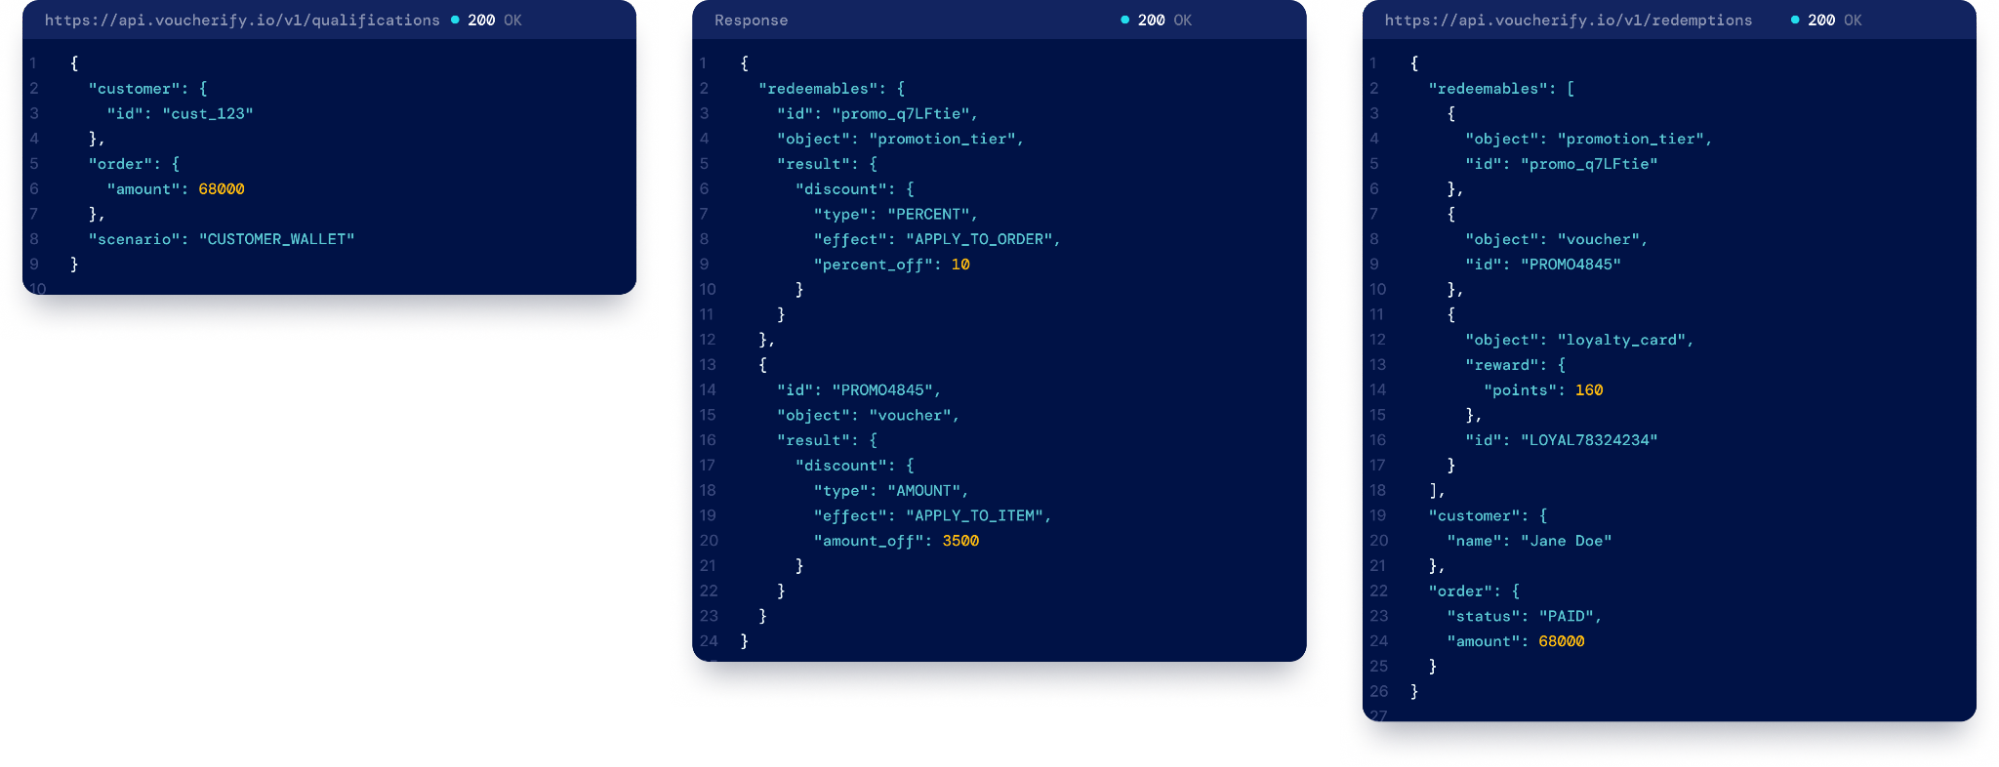 https://api.voucherify.io/v1/qualifications 200 OK
1 {
2 "customer": {
3 "id": "cust_123"
4 },
5 "order": {
6 "amount": 68000
7 },
8 "scenario": "CUSTOMER_WALLET"
9 }
10
Response 200 OK
1 {
2 "redeemables": {
3 "id": "promo_q7LFtie",
4 "object": "promotion_tier",
5 "result": {
6 "discount": {
7 "type": "PERCENT",
8 "effect": "APPLY_TO_ORDER",
9 "percent_off": 10
10 }
11 }
12 },
13 {
14 "id": "PROMO4845",
15 "object": "voucher",
16 "result": {
17 "discount": {
18 "type": "AMOUNT",
19 "effect": "APPLY_TO_ITEM",
20 "amount_off": 3500
21 }
22 }
23 }
24 }
https://api.voucherify.io/v1/redemptions 200 OK
1 {
2 "redeemables": [
3 {
4 "object": "promotion_tier",
5 "id": "promo_q7LFtie"
6 },
7 {
8 "object": "voucher",
9 "id": "PROMO4845"
10 },
11 {
12 "object": "loyalty_card",
13 "reward": {
14 "points": 160
15 },
16 "id": "LOYAL78324234"
17 }
18 ],
19 "customer": {
20 "name": "Jane Doe"
21 },
22 "order": {
23 "status": "PAID",
24 "amount": 68000
25 }
26 }
27